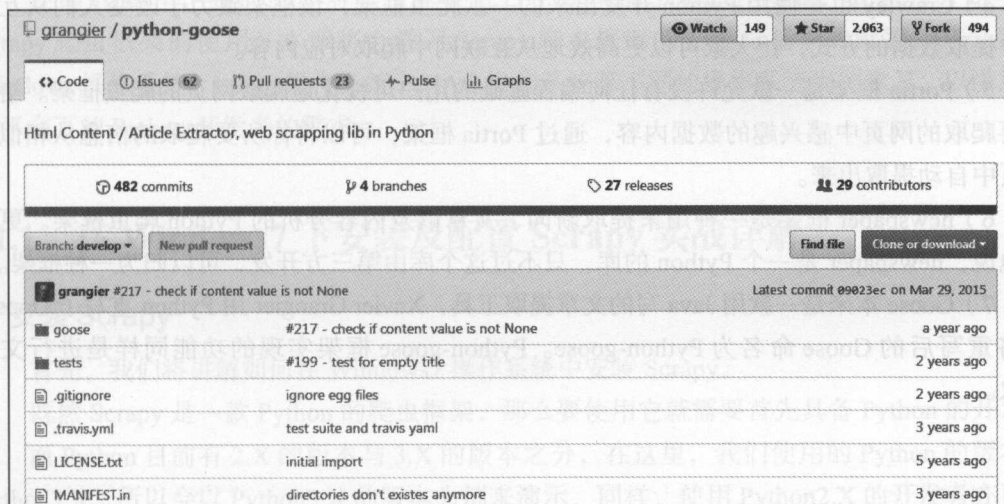 grangier / python-goose
Watch 149 Star 2,063 Fork 494
Code Issues 62 Pull requests 23 Pulse Graphs
Html Content / Article Extractor, web scrapping lib in Python
482 commits 4 branches 27 releases 29 contributors
Branch: develop New pull request Find file Clone or download
grangier #217 - check if content value is not None Latest commit 09023ec on Mar 29, 2015
goose #217 - check if content value is not None a year ago
tests #199 - test for empty title 2 years ago
.gitignore ignore egg files 2 years ago
.travis.yml test suite and travis yaml 3 years ago
LICENSE.txt initial import 5 years ago
MANIFEST.in directories don't existes anymore 3 years ago